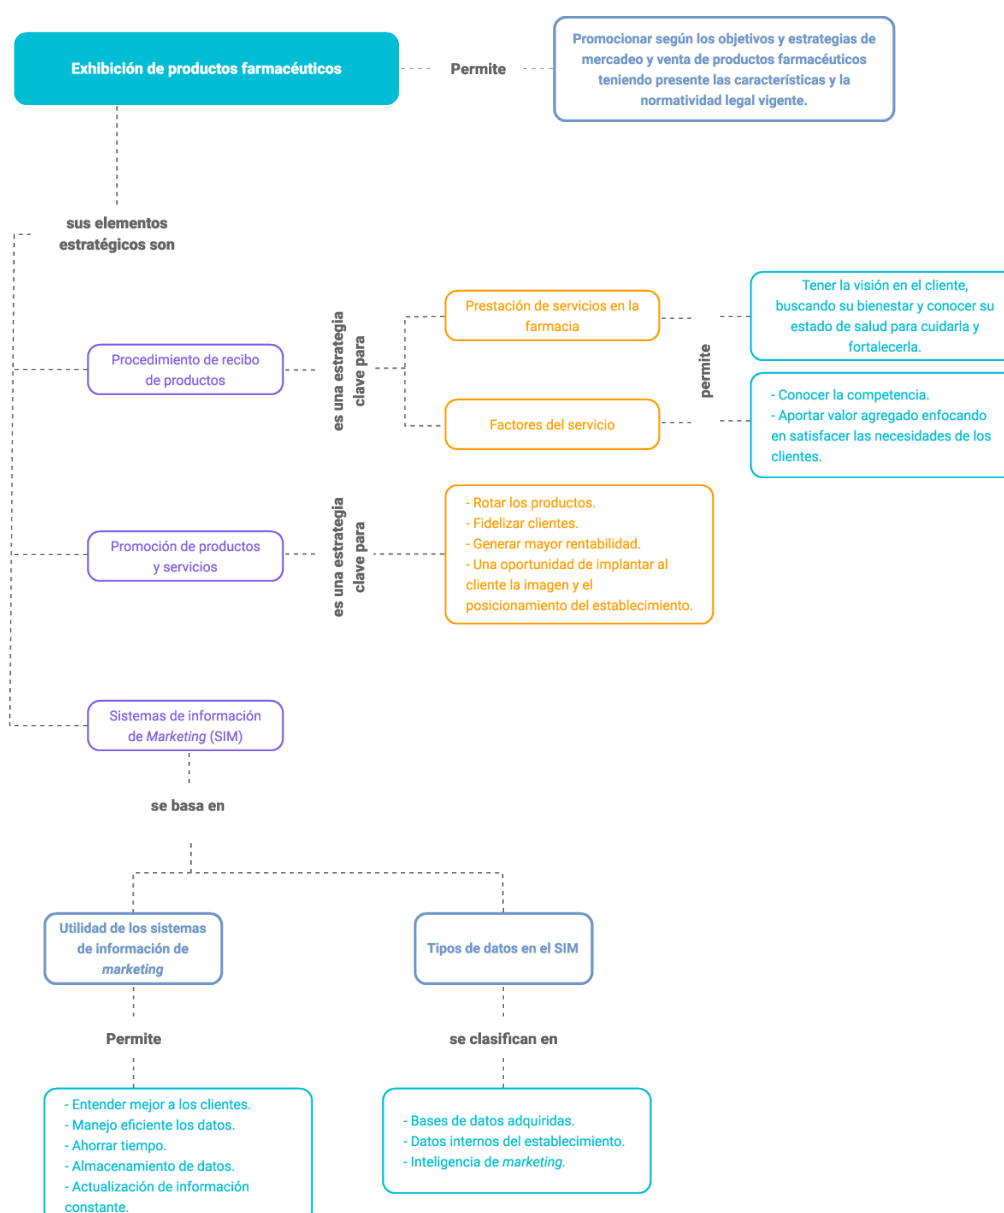 Exhibición de productos farmacéuticos
Permite
Promocionar según los objetivos y estrategias de
mercadeo y venta de productos farmacéuticos
teniendo presente las características y la
normatividad legal vigente.
sus elementos
estratégicos son
Procedimiento de recibo
de productos
es una estrategia
clave para
Prestación de servicios en la
farmacia
Factores del servicio
permite
Tener la visión en el cliente,
buscando su bienestar y conocer su
estado de salud para cuidarla y
fortalecerla.
- Conocer la competencia.
- Aportar valor agregado enfocando
en satisfacer las necesidades de los
clientes.
Promoción de productos
y servicios
es una estrategia
clave para
- Rotar los productos.
- Fidelizar clientes.
- Generar mayor rentabilidad.
- Una oportunidad de implantar al
cliente la imagen y el
posicionamiento del establecimiento.
Sistemas de información
de Marketing (SIM)
se basa en
Utilidad de los sistemas
de información de
marketing
Permite
- Entender mejor a los clientes.
- Manejo eficiente los datos.
- Ahorrar tiempo.
- Almacenamiento de datos.
- Actualización de información
constante.
Tipos de datos en el SIM
se clasifican en
- Bases de datos adquiridas.
- Datos internos del establecimiento.
- Inteligencia de marketing.